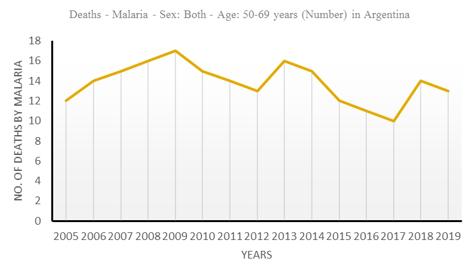 Deaths - Malaria - Sex: Both - Age: 50-69 years (Number) in Argentina
NO. OF DEATHS BY MALARIA
18
16
14
12
10
8
6
4
2
0
2005 2006 2007 2008 2009 2010 2011 2012 2013 2014 2015 2016 2017 2018 2019
YEARS